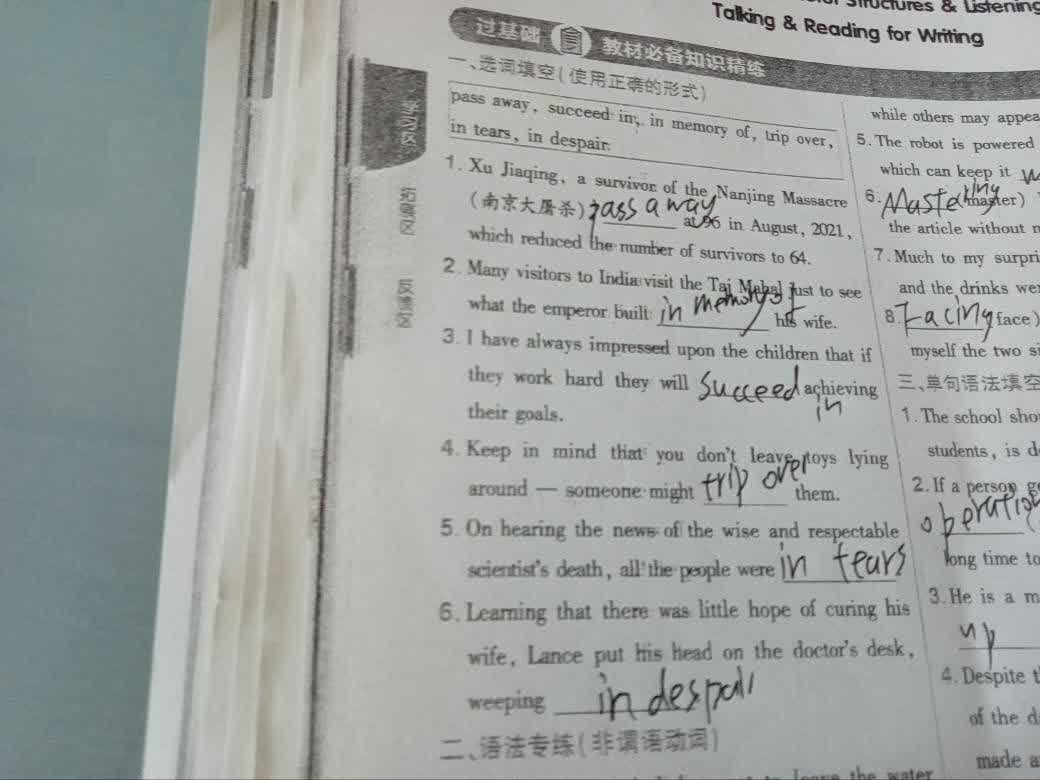 Structures & Listening
Talking & Reading for Writing
过基础 教材必备知识精练
一、选词填空(使用正确的形式)
pass away, succeed in, in memory of, trip over,
in tears, in despair
1. Xu Jiaqing, a survivor of the Nanjing Massacre
(南京大屠杀) pass away at 96 in August, 2021,
which reduced the number of survivors to 64.
2. Many visitors to India visit the Taj Mahal just to see
what the emperor built in memory of his wife.
3. I have always impressed upon the children that if
they work hard they will succeed in achieving
their goals.
4. Keep in mind that you don't leave toys lying
around — someone might trip over them.
5. On hearing the news of the wise and respectable
scientist's death, all the people were in tears
6. Learning that there was little hope of curing his
wife, Lance put his head on the doctor's desk,
weeping in despair
二、语法专练(非谓语动词)
leave the water
学习区
拓展区
反馈区
while others may appea
5. The robot is powered
which can keep it
6. Mastering (master)
the article without
7. Much to my surpri
and the drinks wer
8. Facing (face)
myself the two si
三、单句语法填空
1. The school sho
students, is d
2. If a person ge
operation
long time to
3. He is a m
up
4. Despite t
of the d
made a